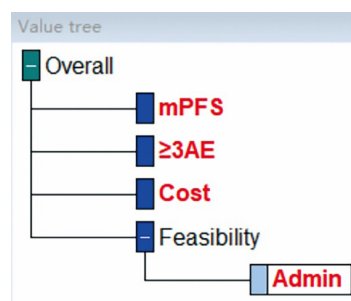 Value tree
Overall
mPFS
≥3AE
Cost
Feasibility
Admin